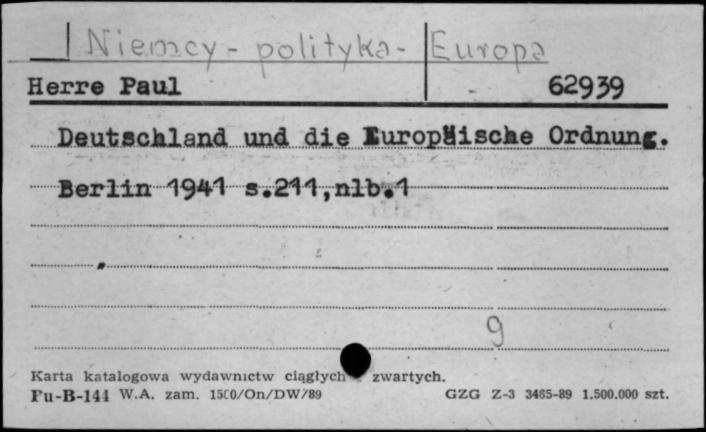 Niemcy - polityka - Europa
Herre Paul 62939
Deutschland und die Europäische Ordnung.
Berlin 1941 s.211,nlb.1
9
Karta katalogowa wydawnictw ciągłych zwartych.
Pu-B-144 W.A. zam. 1500/On/DW/89 GZG Z-3 3465-89 1.500.000 szt.